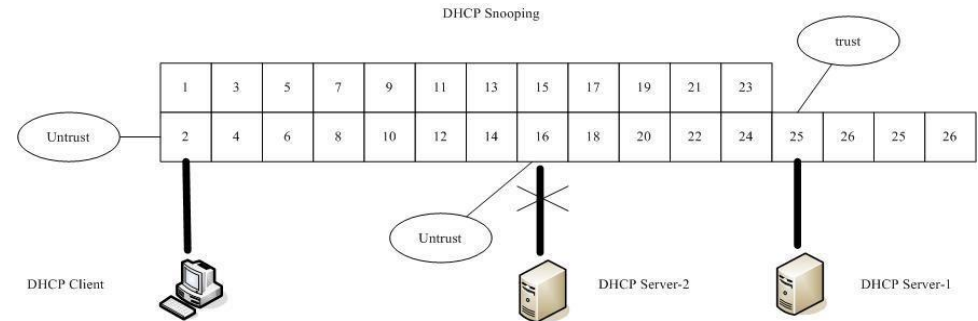 DHCP Snooping
trust
1 3 5 7 9 11 13 15 17 19 21 23
Untrust
2 4 6 8 10 12 14 16 18 20 22 24 25 26 25 26
Untrust
DHCP Client
DHCP Server-2
DHCP Server-1